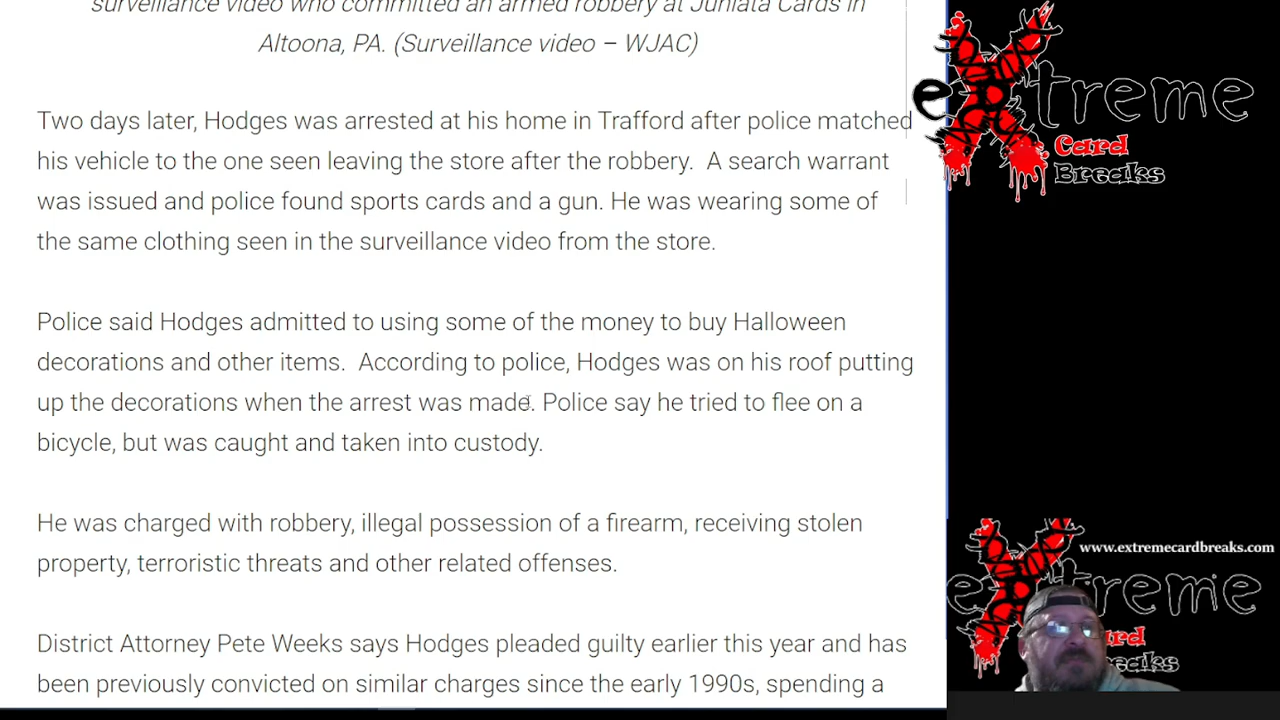 surveillance video who committed an armed robbery at Juniata Cards in
Altoona, PA. (Surveillance video – WJAC)
Two days later, Hodges was arrested at his home in Trafford after police matched
his vehicle to the one seen leaving the store after the robbery. A search warrant
was issued and police found sports cards and a gun. He was wearing some of
the same clothing seen in the surveillance video from the store.
Police said Hodges admitted to using some of the money to buy Halloween
decorations and other items. According to police, Hodges was on his roof putting
up the decorations when the arrest was made. Police say he tried to flee on a
bicycle, but was caught and taken into custody.
He was charged with robbery, illegal possession of a firearm, receiving stolen
property, terroristic threats and other related offenses.
District Attorney Pete Weeks says Hodges pleaded guilty earlier this year and has
been previously convicted on similar charges since the early 1990s, spending a
eXtreme
Card
Breaks
www.extremecardbreaks.com
eXtreme